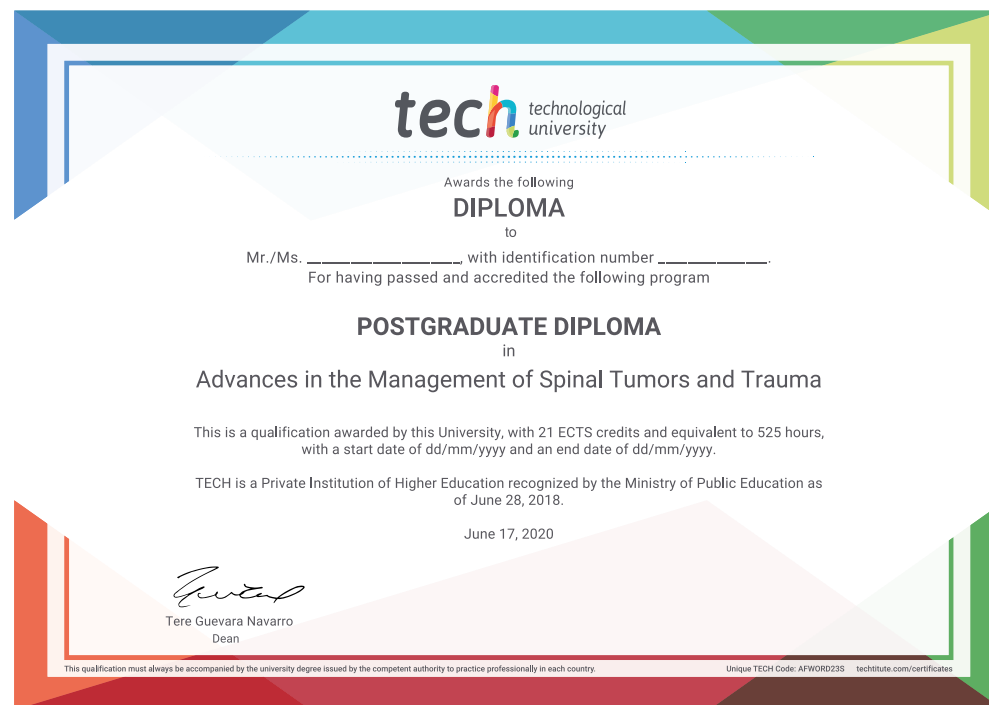 tech technological
university
Awards the following
DIPLOMA
to
Mr./Ms. ____________________, with identification number ______________.
For having passed and accredited the following program
POSTGRADUATE DIPLOMA
in
Advances in the Management of Spinal Tumors and Trauma
This is a qualification awarded by this University, with 21 ECTS credits and equivalent to 525 hours,
with a start date of dd/mm/yyyy and an end date of dd/mm/yyyy.
TECH is a Private Institution of Higher Education recognized by the Ministry of Public Education as
of June 28, 2018.
June 17, 2020
Tere Guevara Navarro
Dean
This qualification must always be accompanied by the university degree issued by the competent authority to practice professionally in each country.
Unique TECH Code: AFWORD23S techtitute.com/certificates